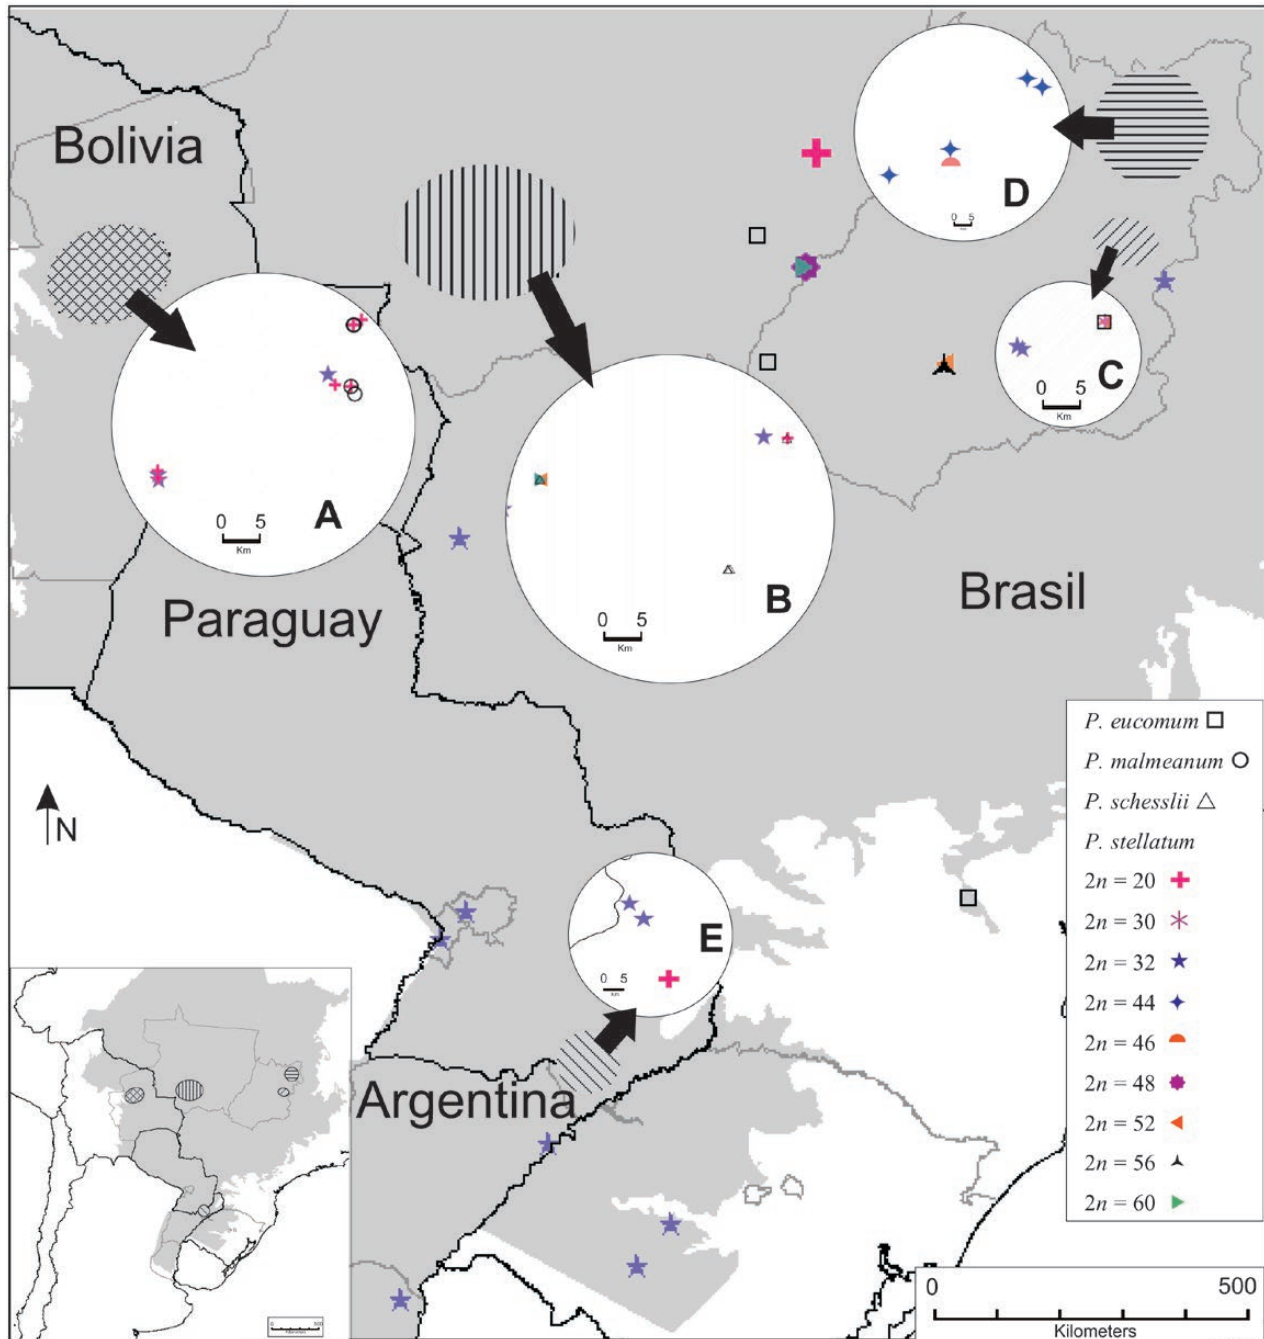 Bolivia
D
0 5
C
0 5
Km
A
0 5
Km
B
0 5
Km
Brasil
Paraguay
P. eucomum
P. malmeanum
P. schesslii
P. stellatum
2n = 20
2n = 30
2n = 32
2n = 44
2n = 46
2n = 48
2n = 52
2n = 56
2n = 60
N
E
0 5
Km
Argentina
0 500
Kilometers